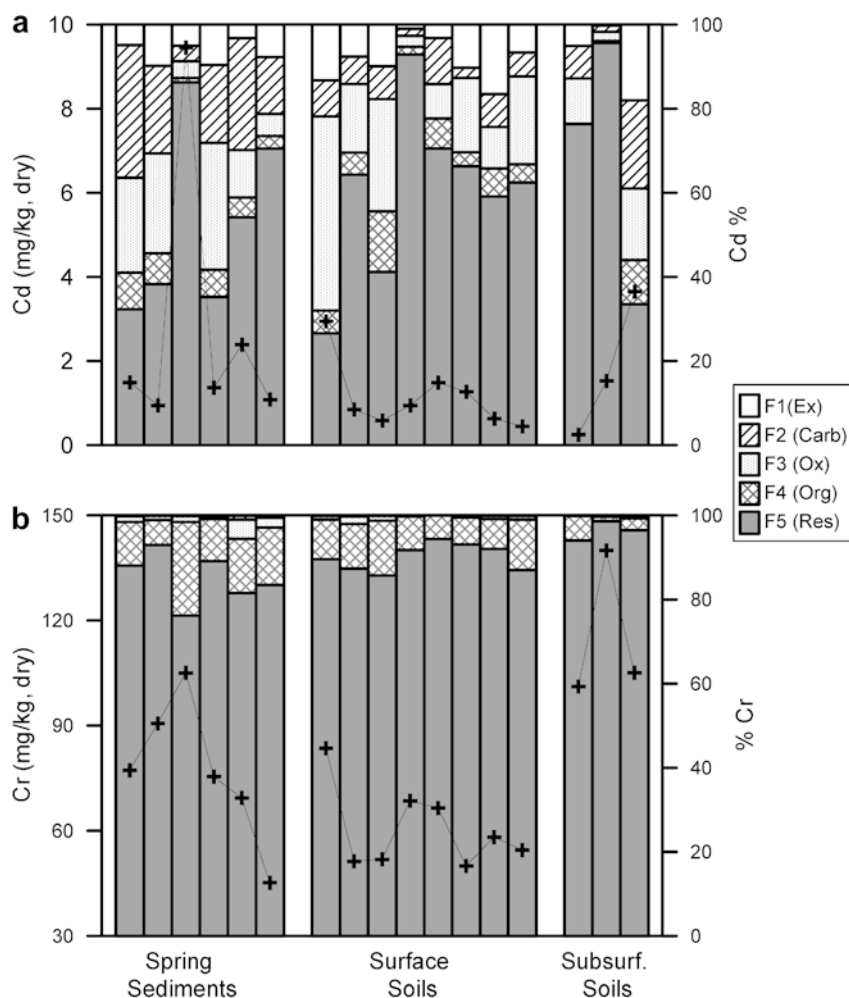 a
10
8
6
4
2
0
Cd (mg/kg, dry)
100
80
60
40
20
0
Cd %
F1(Ex)
F2 (Carb)
F3 (Ox)
F4 (Org)
F5 (Res)
b
150
120
90
60
30
Cr (mg/kg, dry)
100
80
60
40
20
0
% Cr
Spring
Sediments
Surface
Soils
Subsurf.
Soils